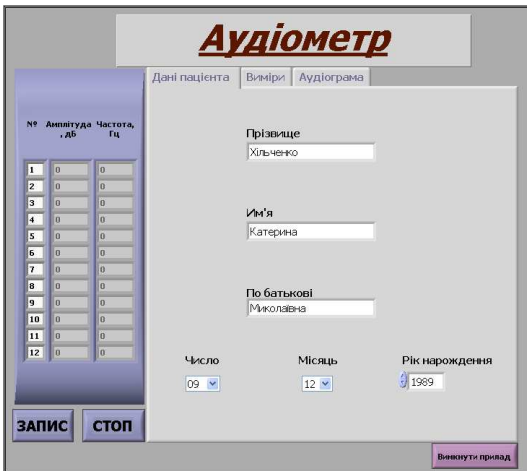 Аудіометр
Дані пацієнта Виміри Аудіограма
№ Амплітуда Частота,
, дБ Гц
1 0 0
2 0 0
3 0 0
4 0 0
5 0 0
6 0 0
7 0 0
8 0 0
9 0 0
10 0 0
11 0 0
12 0 0
Прізвище
Хільченко
Им'я
Катерина
По батькові
Миколаівна
Число Місяць Рік нарождення
09 12 1989
ЗАПИС СТОП
Вимкнути прилад